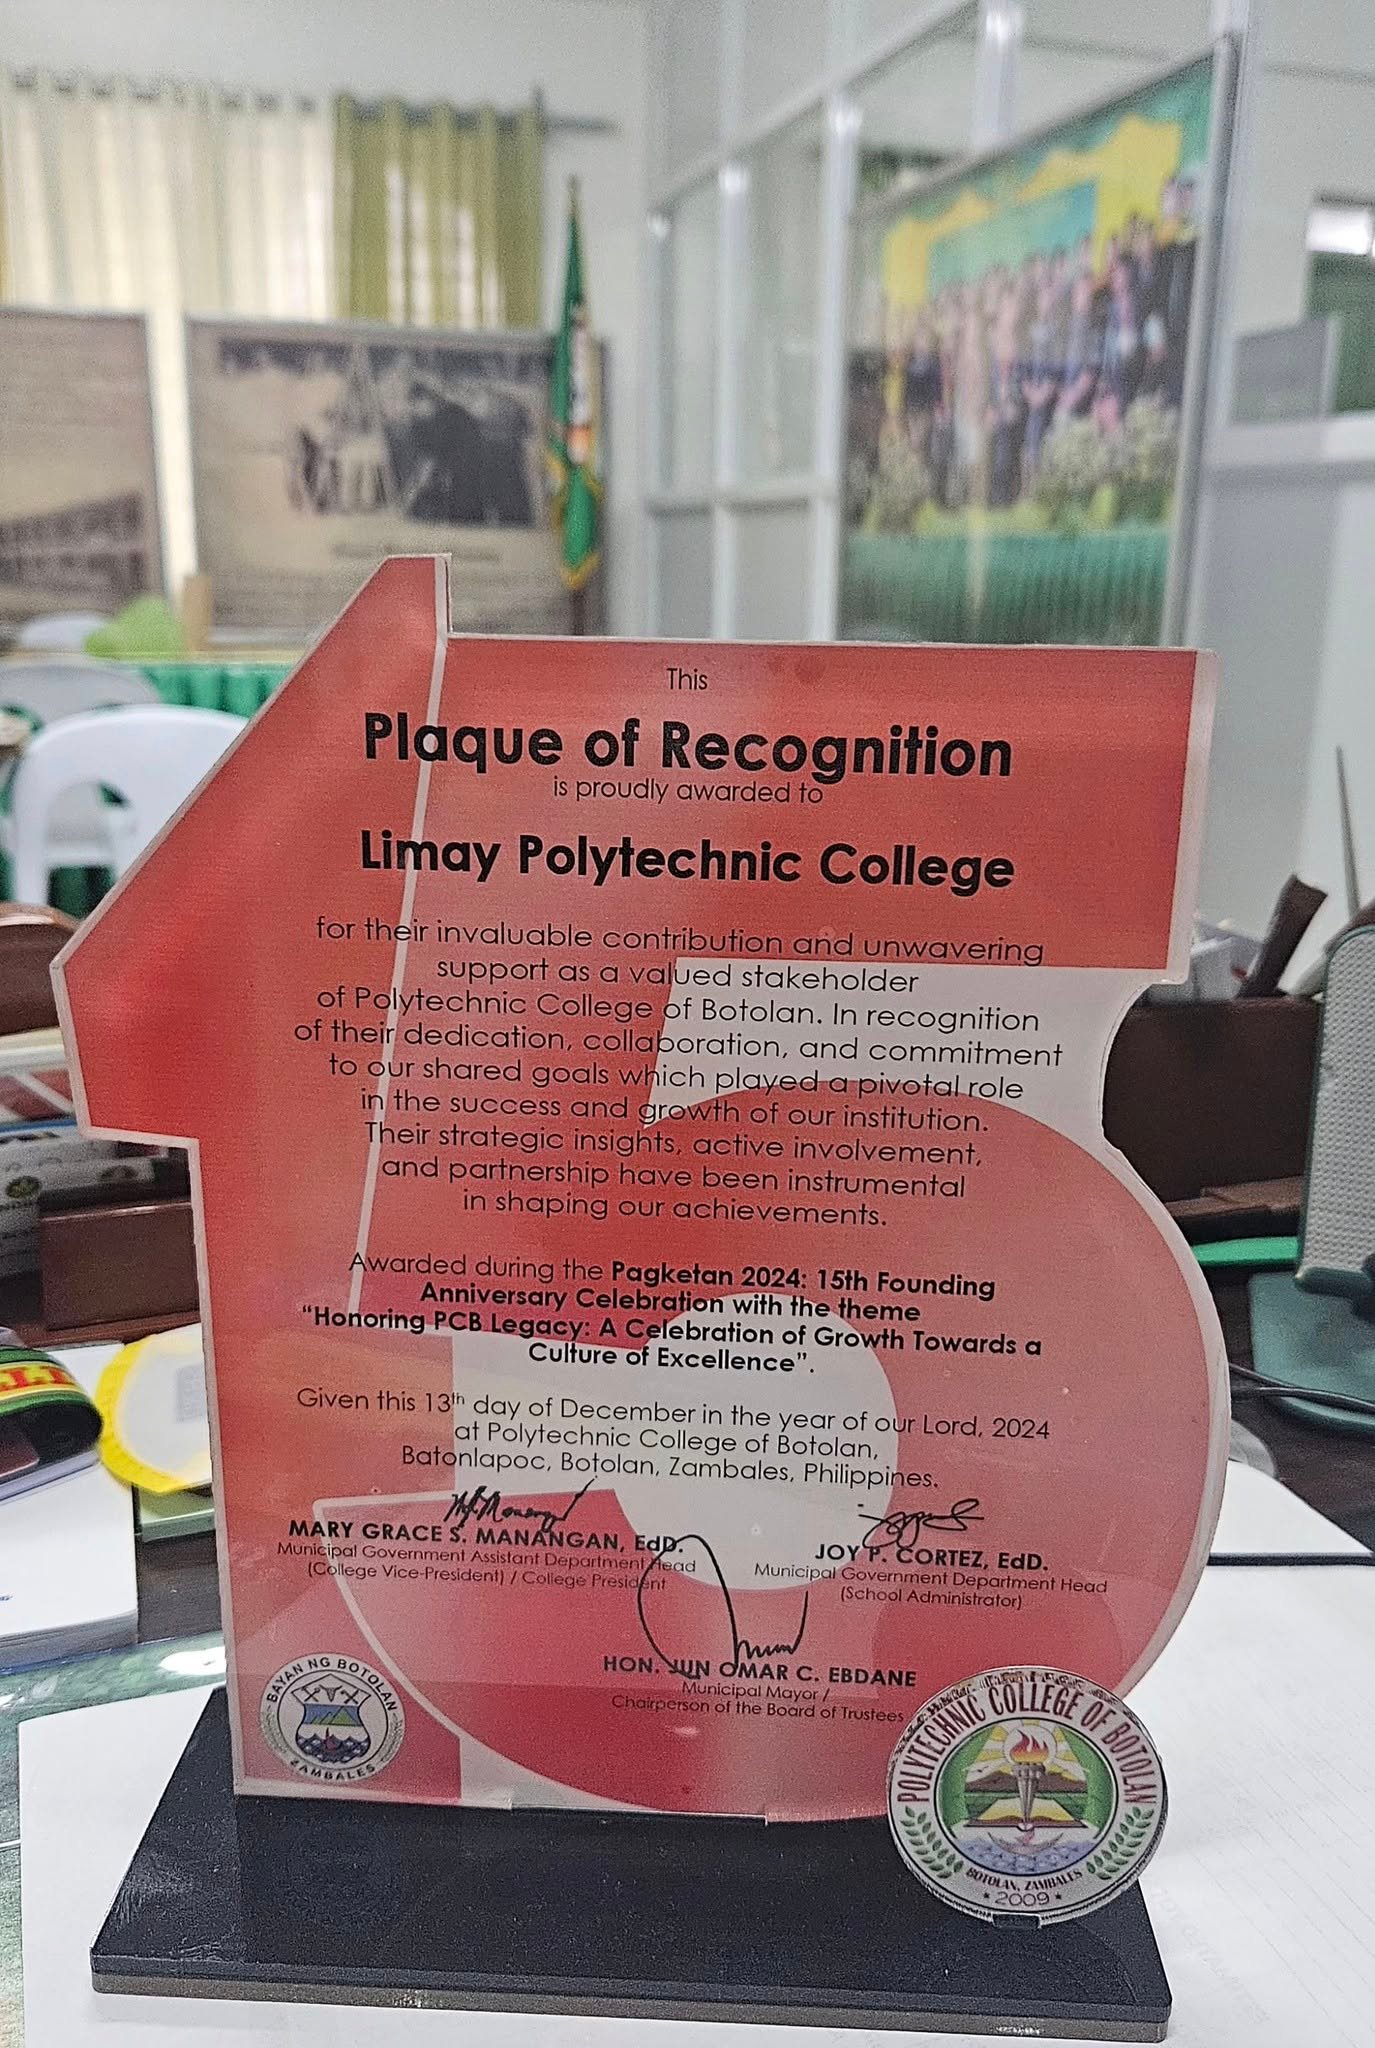 This
Plaque of Recognition
is proudly awarded to
Limay Polytechnic College
for their invaluable contribution and unwavering
support as a valued stakeholder
of Polytechnic College of Botolan. In recognition
of their dedication, collaboration, and commitment
to our shared goals which played a pivotal role
in the success and growth of our institution.
Their strategic insights, active involvement,
and partnership have been instrumental
in shaping our achievements.
Awarded during the Pagketan 2024: 15th Founding
Anniversary Celebration with the theme
“Honoring PCB Legacy: A Celebration of Growth Towards a
Culture of Excellence”.
Given this 13th day of December in the year of our Lord, 2024
at Polytechnic College of Botolan,
Batonlapoc, Botolan, Zambales, Philippines.
MARY GRACE S. MANANGAN, EdD.
Municipal Government Assistant Department Head
(College Vice-President) / College President
JOY P. CORTEZ, EdD.
Municipal Government Department Head
(School Administrator)
HON. JUN OMAR C. EBDANE
Municipal Mayor /
Chairperson of the Board of Trustees
BAYAN NG BOTOLAN
ZAMBALES
POLYTECHNIC COLLEGE OF BOTOLAN
BOTOLAN, ZAMBALES
2009